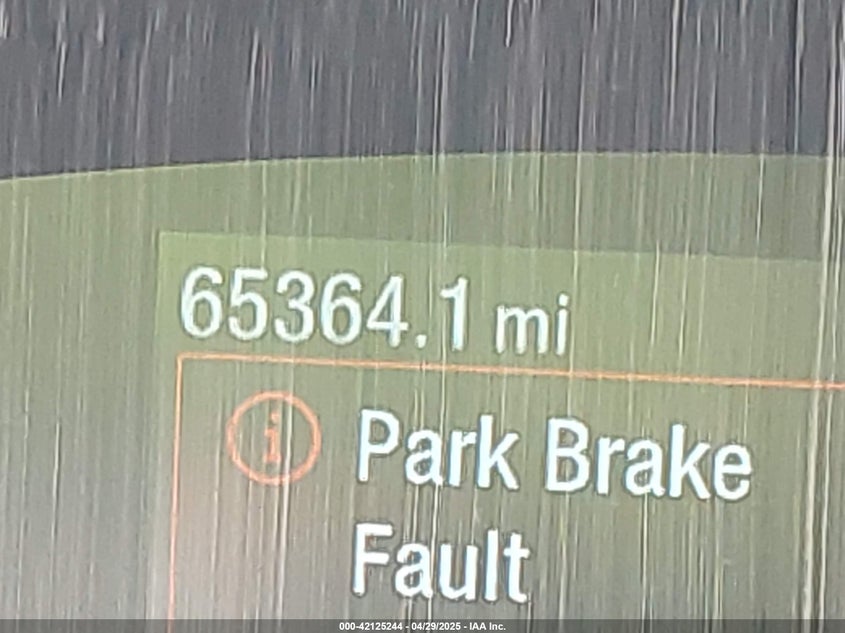 65364.1 mi
i
Park Brake
Fault
000-42125244 - 04/29/2025 - IAA Inc.